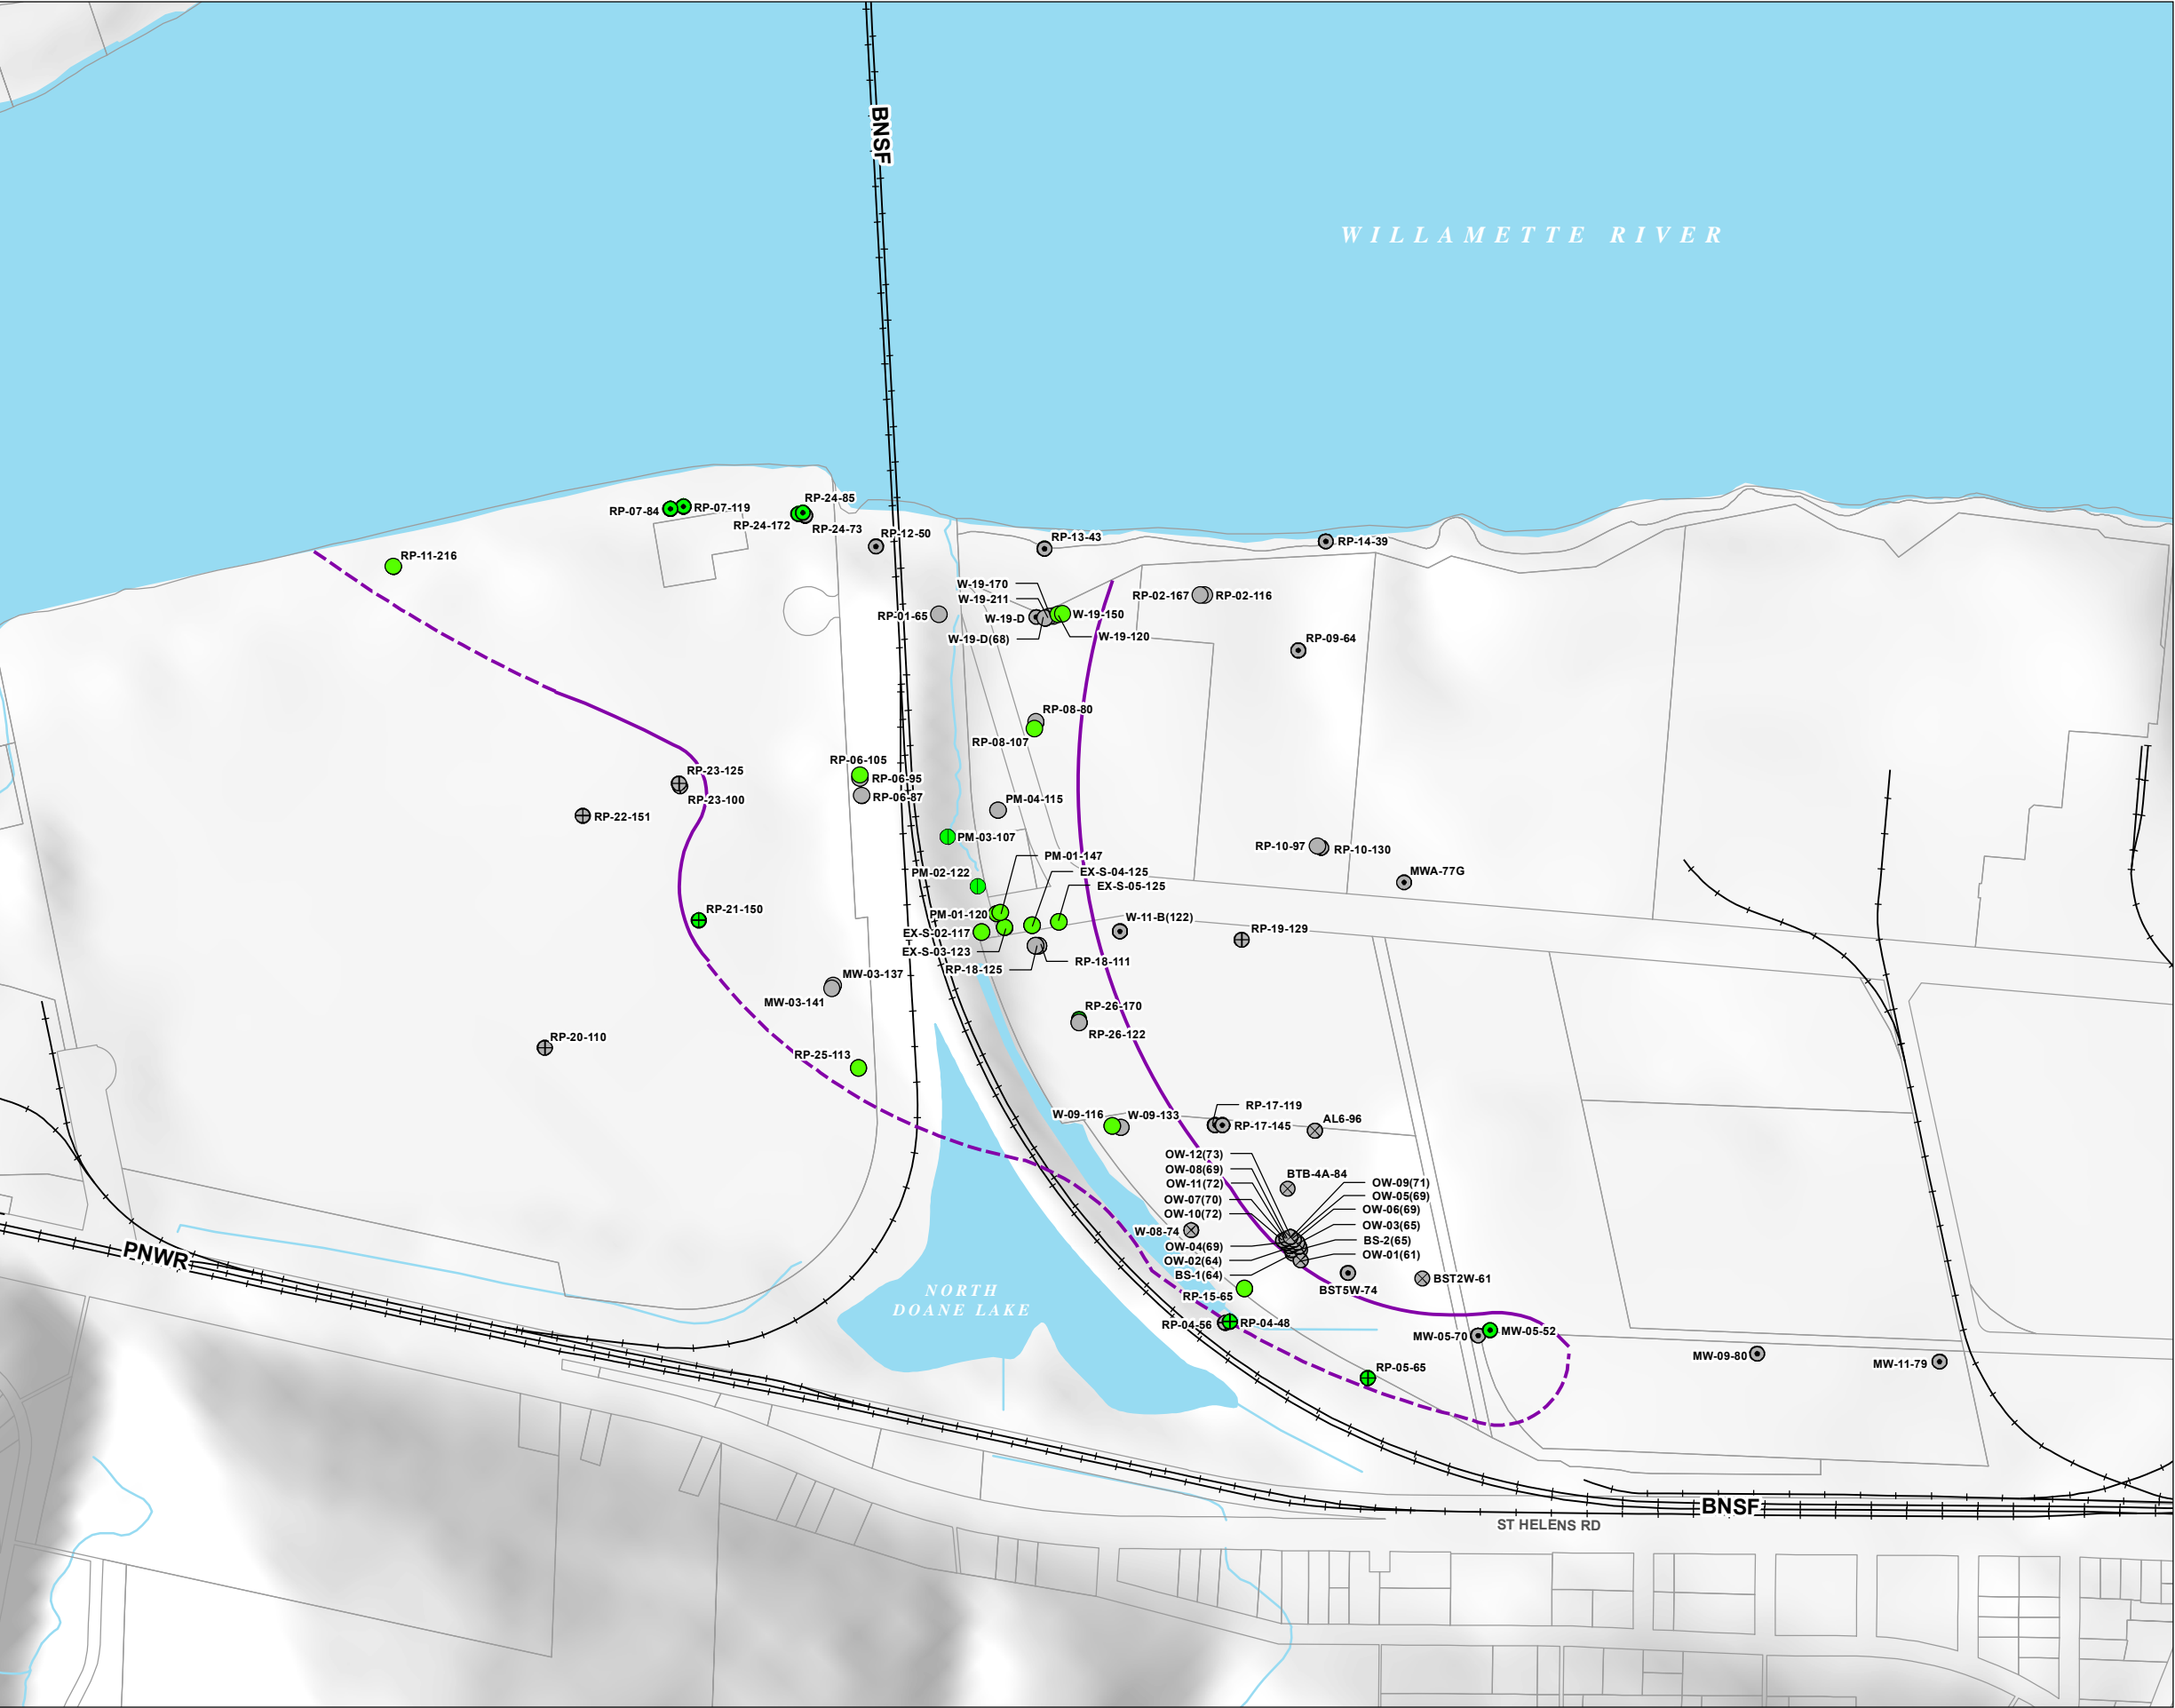 BNSF
WILLAMETTE RIVER
RP-24-85
RP-07-84
RP-07-119
RP-24-172
RP-24-73
RP-12-50
RP-13-43
RP-14-39
RP-11-216
W-19-170
W-19-211
RP-02-167
RP-02-116
RP-01-65
W-19-D
W-19-150
W-19-D(68)
W-19-120
RP-09-64
RP-08-80
RP-08-107
RP-06-105
RP-23-125
RP-06-95
RP-23-100
RP-06-87
PM-04-115
RP-22-151
PM-03-107
RP-10-97
RP-10-130
PM-01-147
MWA-77G
PM-02-122
EX-S-04-125
EX-S-05-125
RP-21-150
PM-01-120
W-11-B(122)
EX-S-02-117
RP-19-129
EX-S-03-123
RP-18-111
RP-18-125
MW-03-137
MW-03-141
RP-26-170
RP-26-122
RP-20-110
RP-25-113
RP-17-119
W-09-116
W-09-133
RP-17-145
AL6-96
OW-12(73)
OW-08(69)
BTB-4A-84
OW-11(72)
OW-09(71)
OW-07(70)
OW-05(69)
OW-10(72)
OW-06(69)
W-08-74
OW-03(65)
OW-04(69)
BS-2(65)
OW-02(64)
OW-01(61)
BS-1(64)
PNWR
BST2W-61
BST5W-74
NORTH
DOANE LAKE
RP-15-65
RP-04-56
RP-04-48
MW-05-70
MW-05-52
MW-09-80
MW-11-79
RP-05-65
BNSF
ST HELENS RD